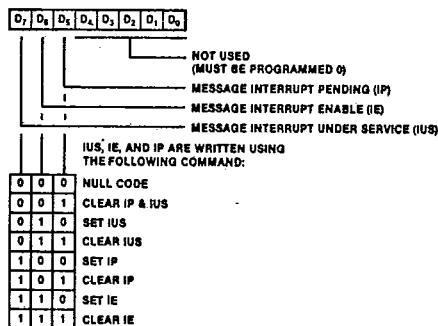 D7 D6 D5 D4 D3 D2 D1 D0
NOT USED
(MUST BE PROGRAMMED 0)
MESSAGE INTERRUPT PENDING (IP)
MESSAGE INTERRUPT ENABLE (IE)
MESSAGE INTERRUPT UNDER SERVICE (IUS)
IUS, IE, AND IP ARE WRITTEN USING
THE FOLLOWING COMMAND:
0 0 0 NULL CODE
0 0 1 CLEAR IP & IUS
0 1 0 SET IUS
0 1 1 CLEAR IUS
1 0 0 SET IP
1 0 1 CLEAR IP
1 1 0 SET IE
1 1 1 CLEAR IE